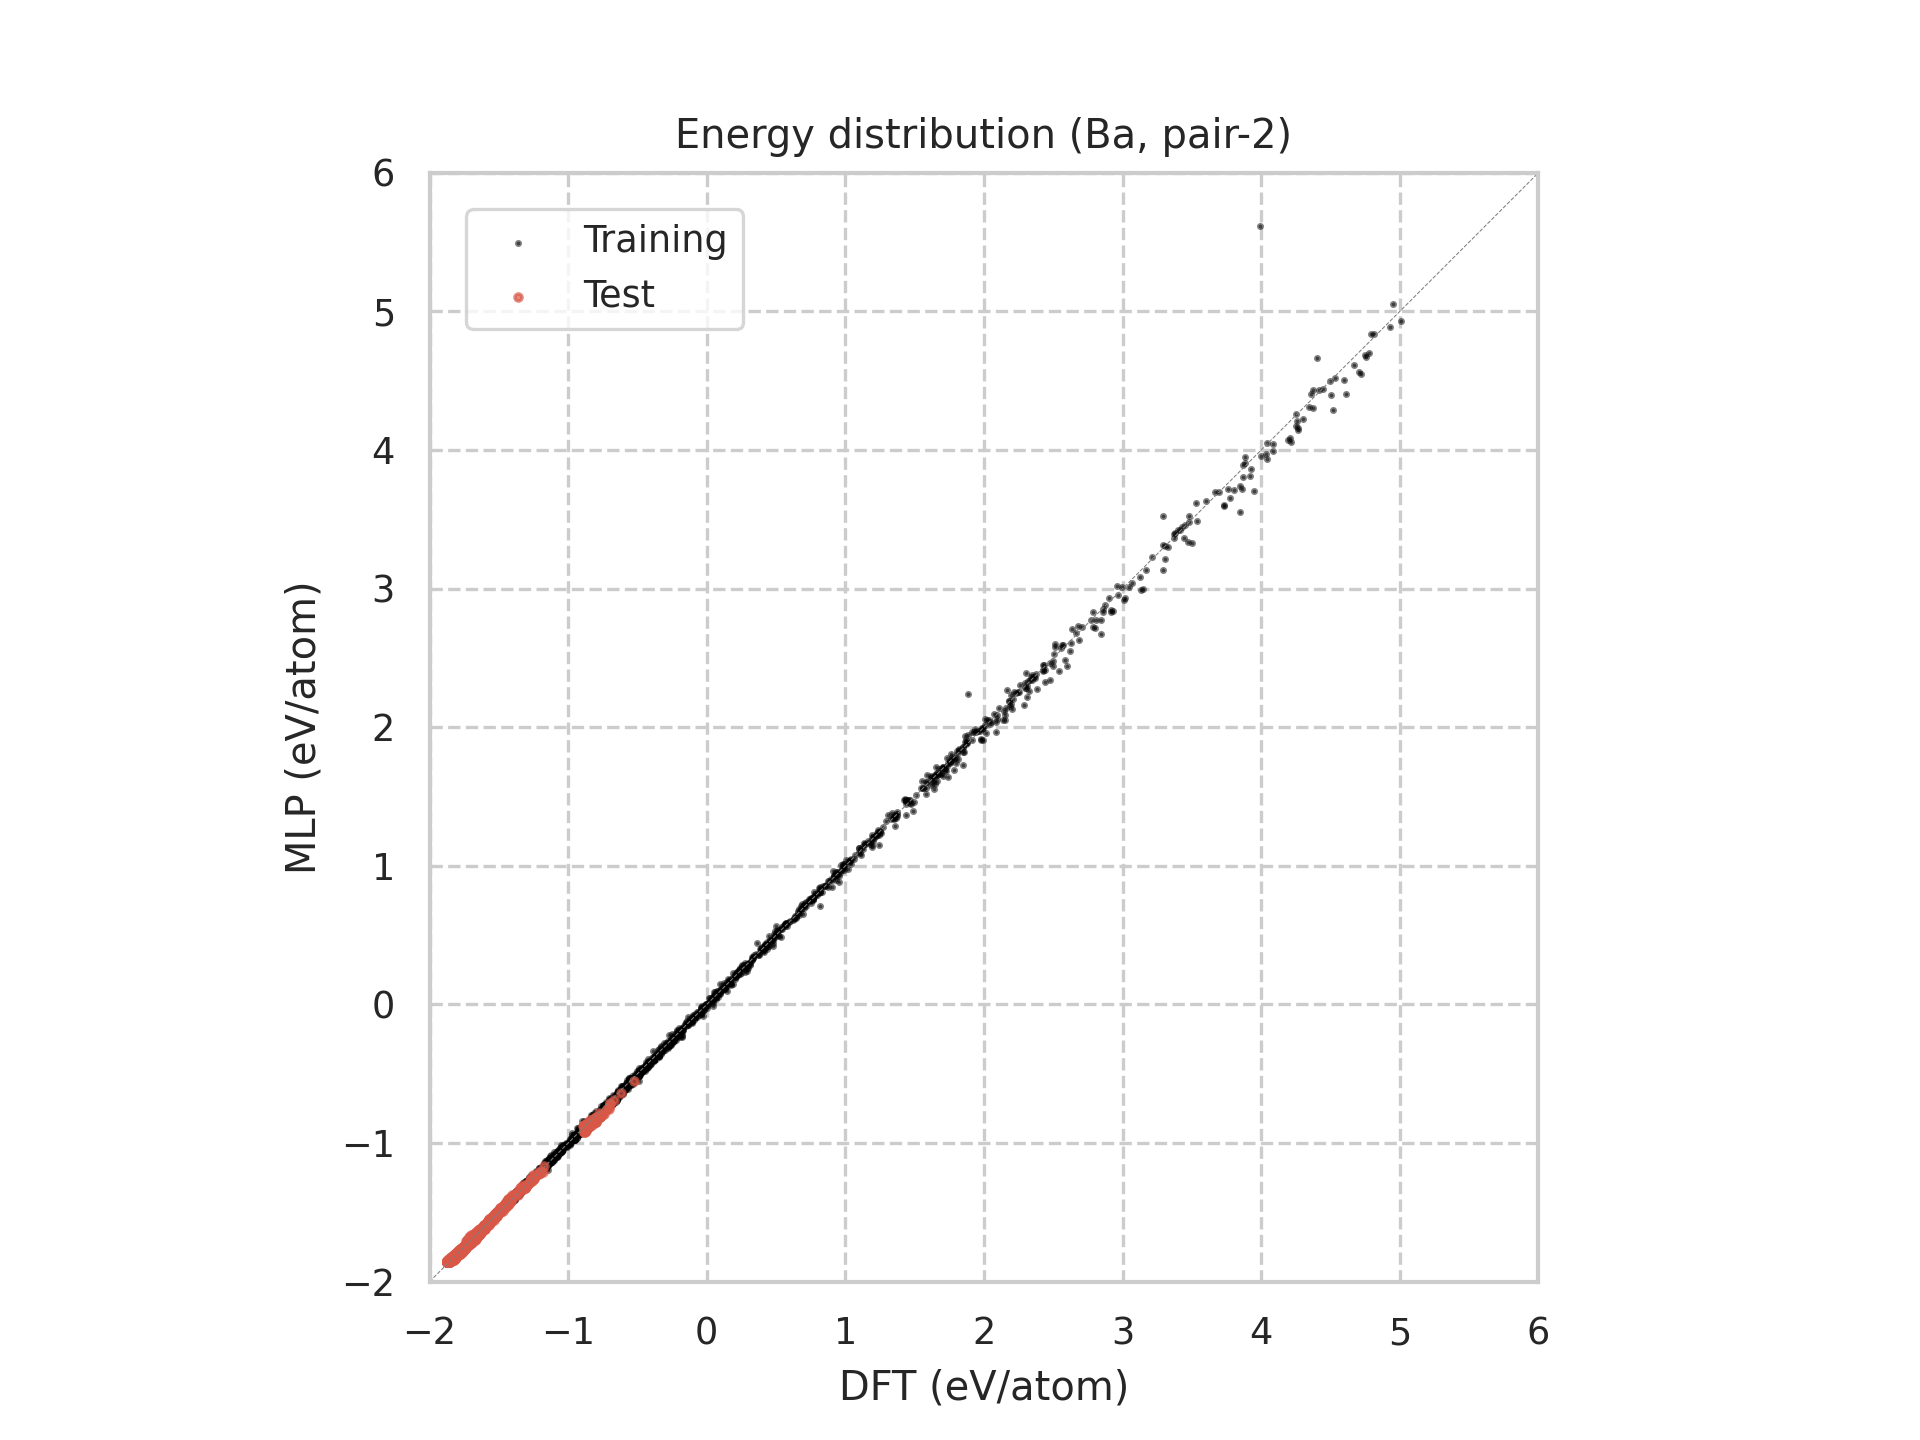 Energy distribution (Ba, pair-2)
6
5
4
3
2
1
0
−1
−2
MLP (eV/atom)
Training
Test
−2 −1 0 1 2 3 4 5 6
DFT (eV/atom)